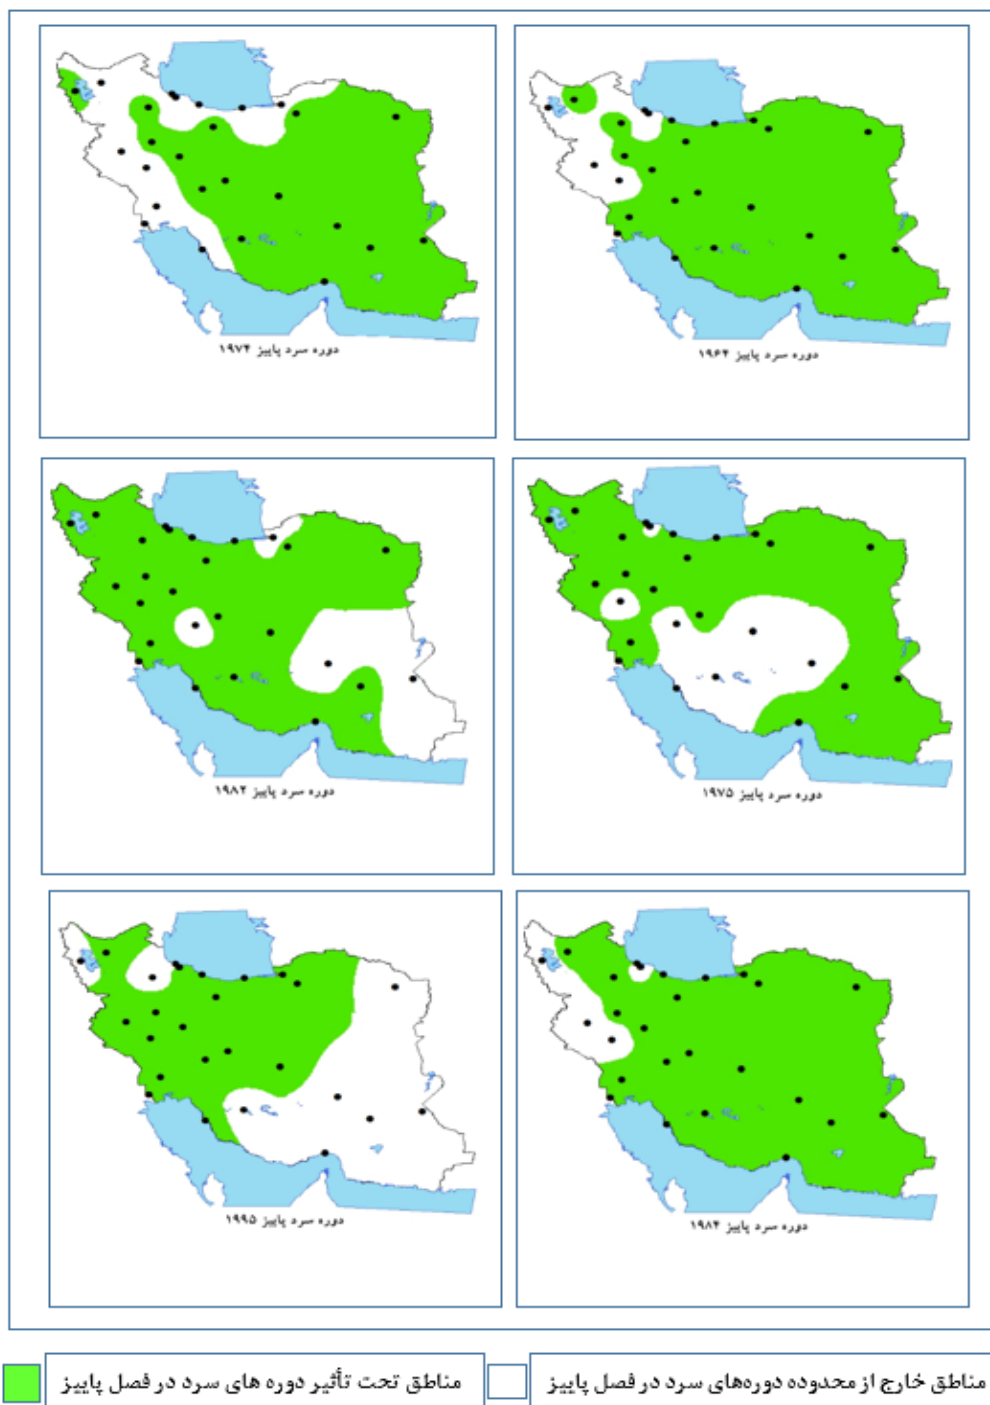 دوره سرد پاییز ۱۹۶۴
دوره سرد پاییز ۱۹۷۴
دوره سرد پاییز ۱۹۷۵
دوره سرد پاییز ۱۹۸۲
دوره سرد پاییز ۱۹۸۴
دوره سرد پاییز ۱۹۹۵
مناطق خارج از محدوده دوره‌های سرد در فصل پاییز
مناطق تحت تأثیر دوره های سرد در فصل پاییز